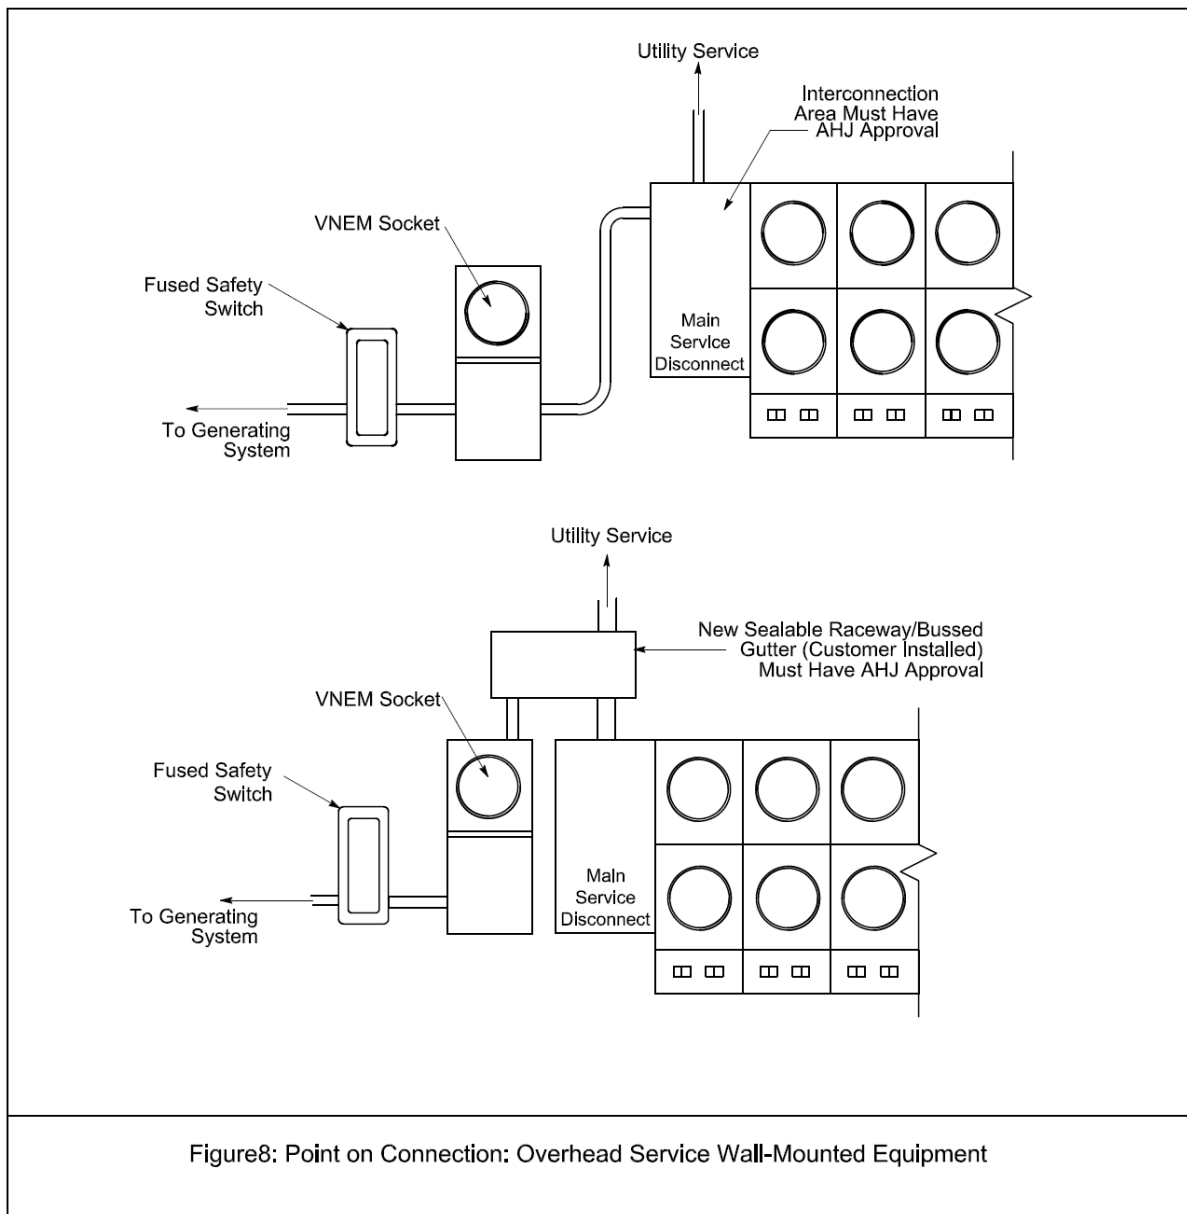 Utility Service
Interconnection
Area Must Have
AHJ Approval
VNEM Socket
Fused Safety
Switch
Main
Service
Disconnect
To Generating
System
Utility Service
New Sealable Raceway/Bussed
Gutter (Customer Installed)
Must Have AHJ Approval
VNEM Socket
Fused Safety
Switch
Main
Service
Disconnect
To Generating
System
Figure8: Point on Connection: Overhead Service Wall-Mounted Equipment